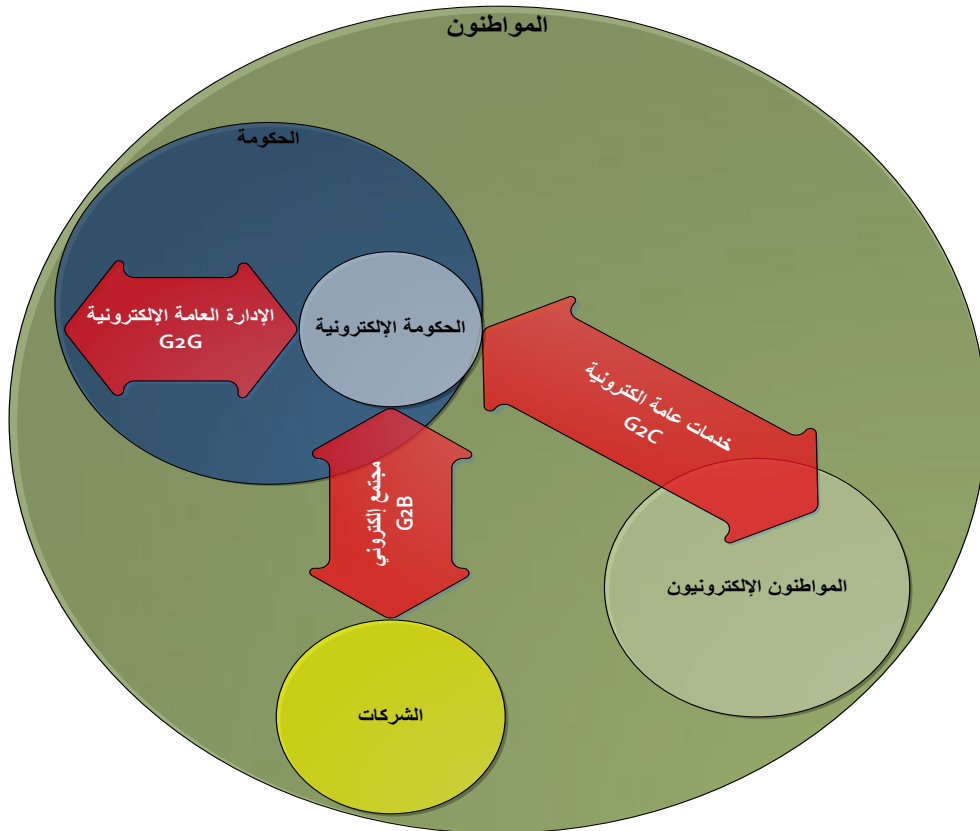 المواطنون
الحكومة
الإدارة العامة الإلكترونية
G2G
الحكومة الإلكترونية
خدمات عامة الكترونية
G2C
مجتمع إلكتروني
G2B
المواطنون الإلكترونيون
الشركات